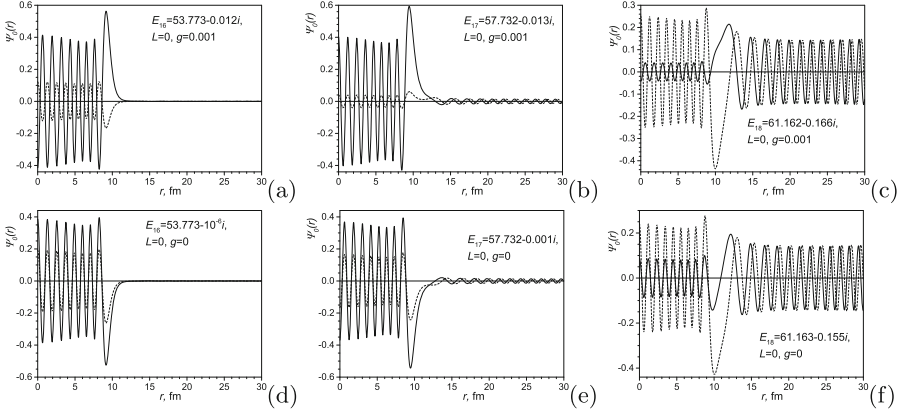 Ψ₀(r)
E₁₆=53.773-0.012i,
L=0, g=0.001
0.6
0.4
0.2
0.0
-0.2
-0.4
0 5 10 15 20 25 30
r, fm
(a)
Ψ₀(r)
E₁₇=57.732-0.013i,
L=0, g=0.001
0.6
0.4
0.2
0.0
-0.2
-0.4
0 5 10 15 20 25 30
r, fm
(b)
Ψ₀(r)
0.3
0.2
0.1
0.0
-0.1
-0.2
-0.3
-0.4
E₁₈=61.162-0.166i,
L=0, g=0.001
0 5 10 15 20 25 30
r, fm
(c)
Ψ₀(r)
E₁₆=53.773-10⁻⁶i,
L=0, g=0
0.4
0.2
0.0
-0.2
-0.4
-0.6
0 5 10 15 20 25 30
r, fm
(d)
Ψ₀(r)
E₁₇=57.732-0.001i,
L=0, g=0
0.4
0.2
0.0
-0.2
-0.4
-0.6
0 5 10 15 20 25 30
r, fm
(e)
Ψ₀(r)
0.2
0.0
-0.2
-0.4
E₁₈=61.163-0.155i,
L=0, g=0
0 5 10 15 20 25 30
r, fm
(f)